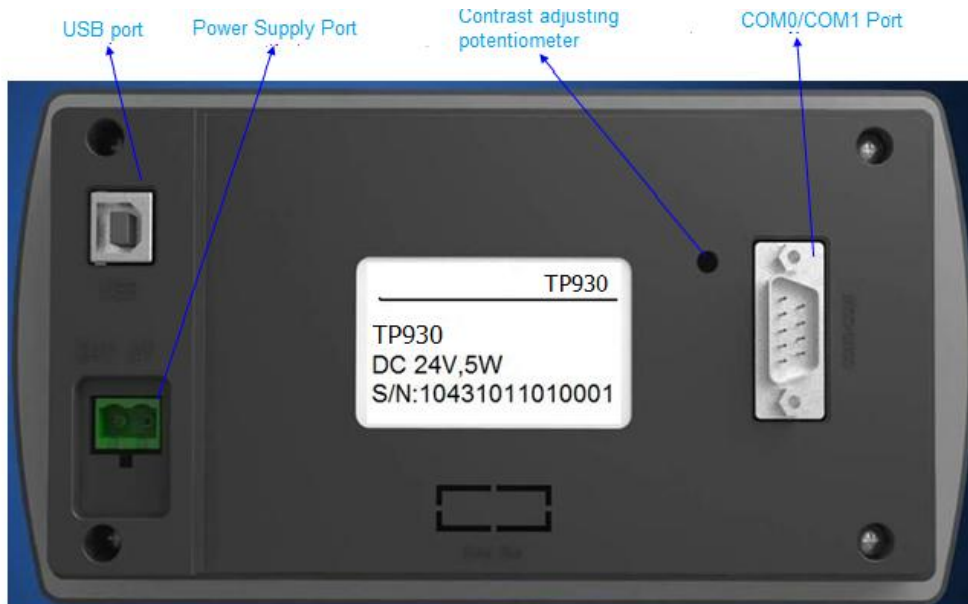 USB port
Power Supply Port
Contrast adjusting
potentiometer
COM0/COM1 Port
TP930
TP930
DC 24V,5W
S/N:10431011010001